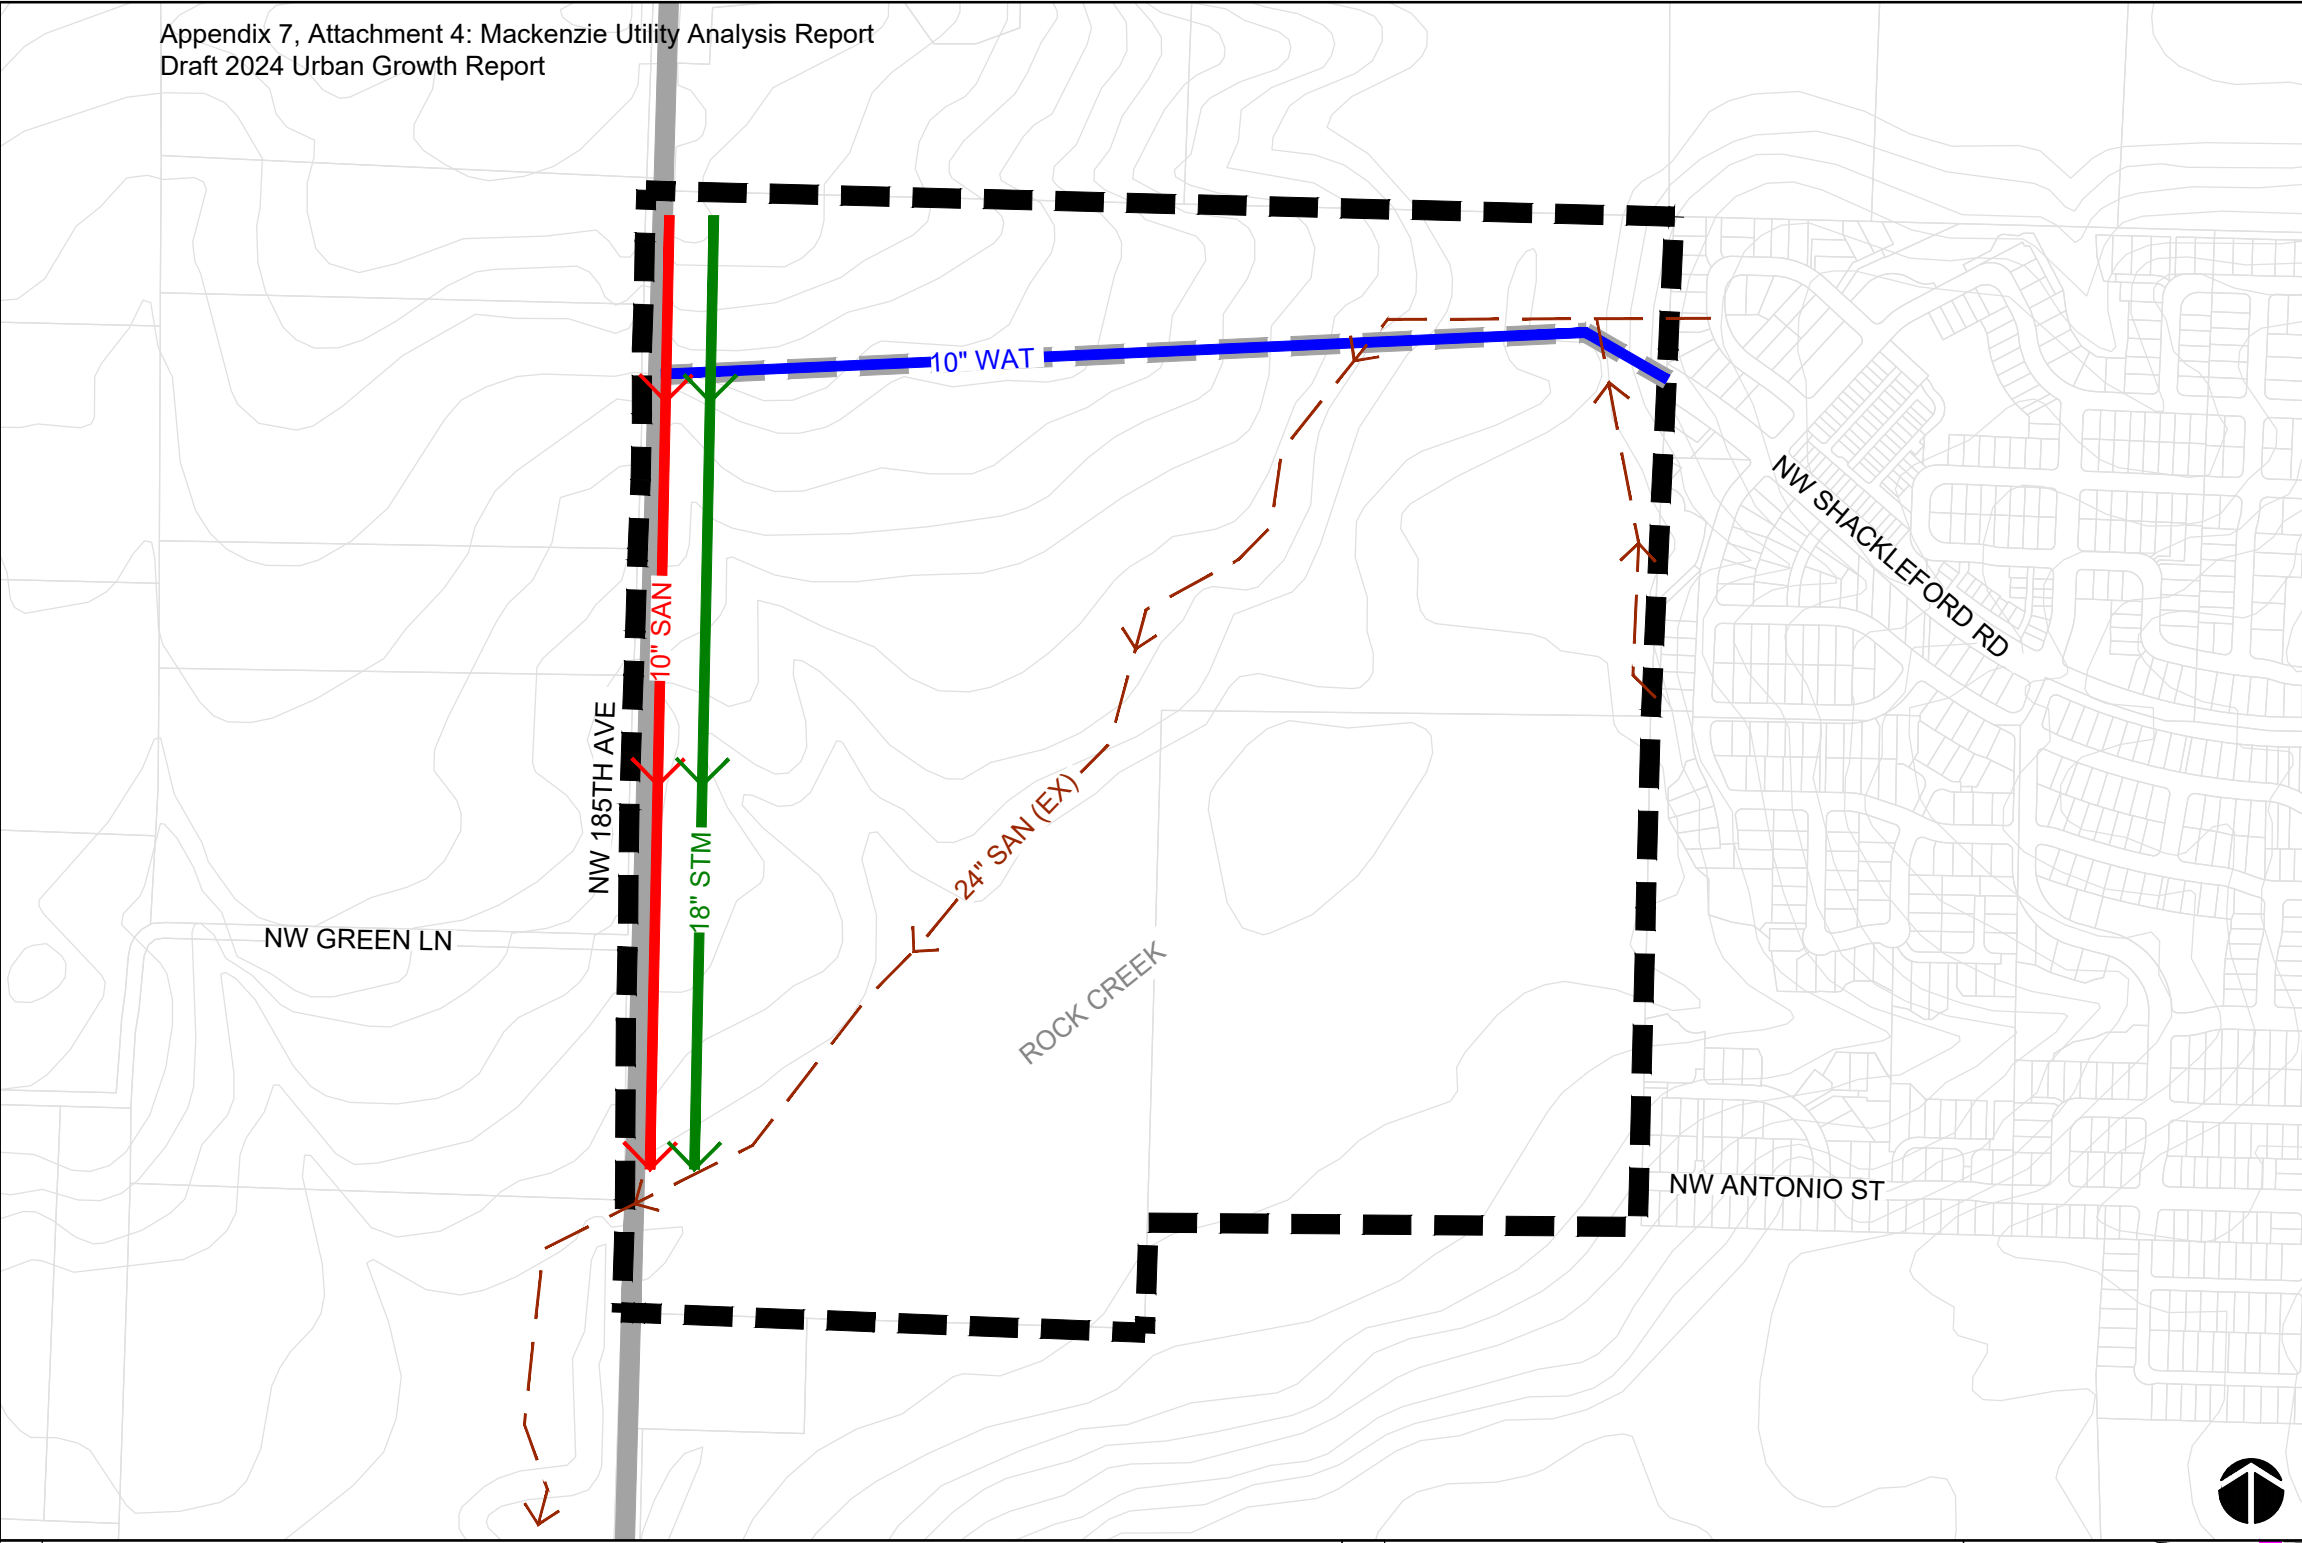 Appendix 7, Attachment 4: Mackenzie Utility Analysis Report
Draft 2024 Urban Growth Report
10" WAT
NW SHACKLEFORD RD
10" SAN
NW 185TH AVE
24" SAN (EX)
18" STM
NW GREEN LN
ROCK CREEK
NW ANTONIO ST